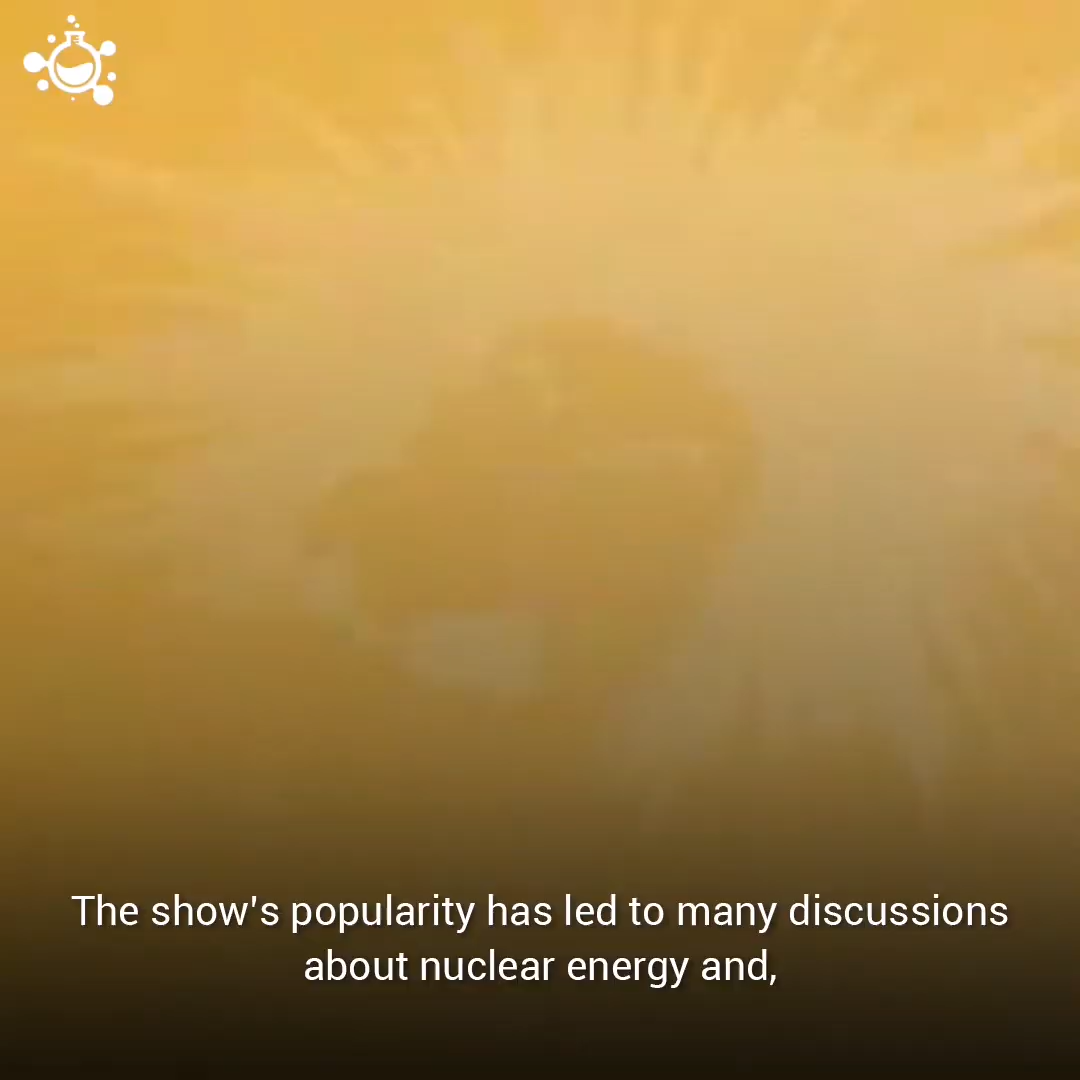 The show's popularity has led to many discussions
about nuclear energy and,